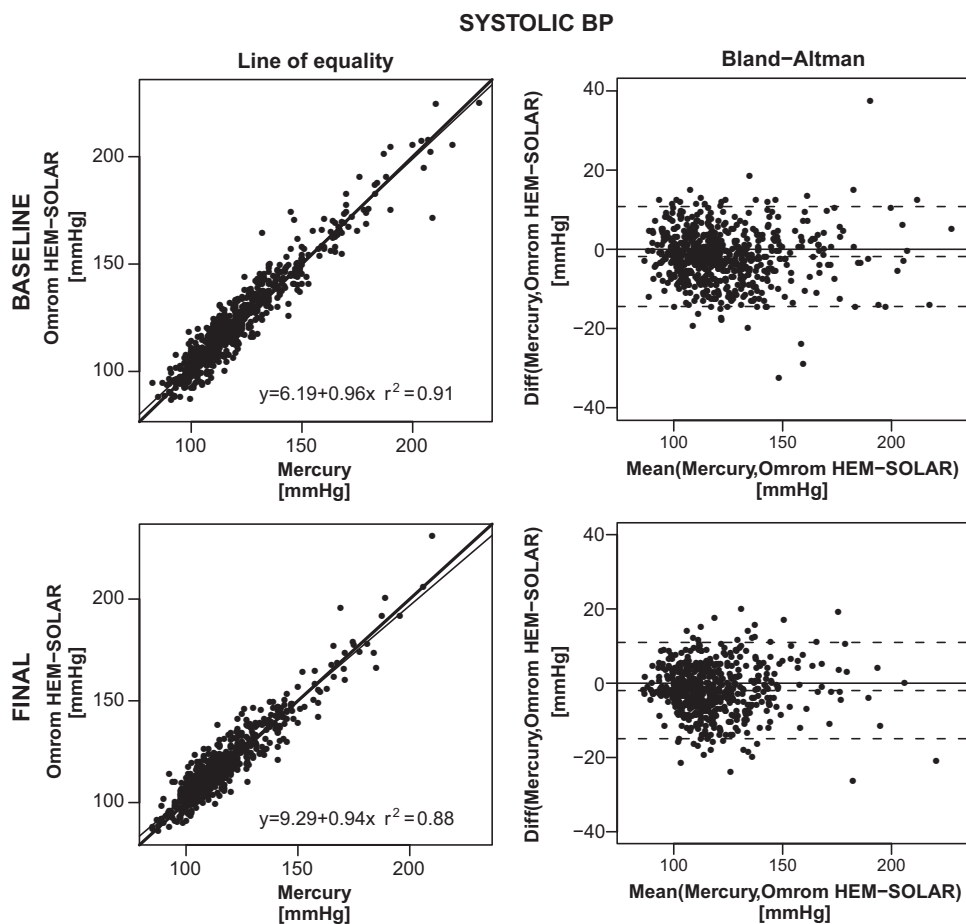 SYSTOLIC BP
Line of equality
Bland−Altman
BASELINE
Omrom HEM−SOLAR
[mmHg]
200
150
100
y=6.19+0.96x r²=0.91
100 150 200
Mercury
[mmHg]
Diff(Mercury,Omrom HEM−SOLAR)
[mmHg]
40
20
0
−20
−40
100 150 200
Mean(Mercury,Omrom HEM−SOLAR)
[mmHg]
FINAL
Omrom HEM−SOLAR
[mmHg]
200
150
100
y=9.29+0.94x r²=0.88
100 150 200
Mercury
[mmHg]
Diff(Mercury,Omrom HEM−SOLAR)
[mmHg]
40
20
0
−20
−40
100 150 200
Mean(Mercury,Omrom HEM−SOLAR)
[mmHg]